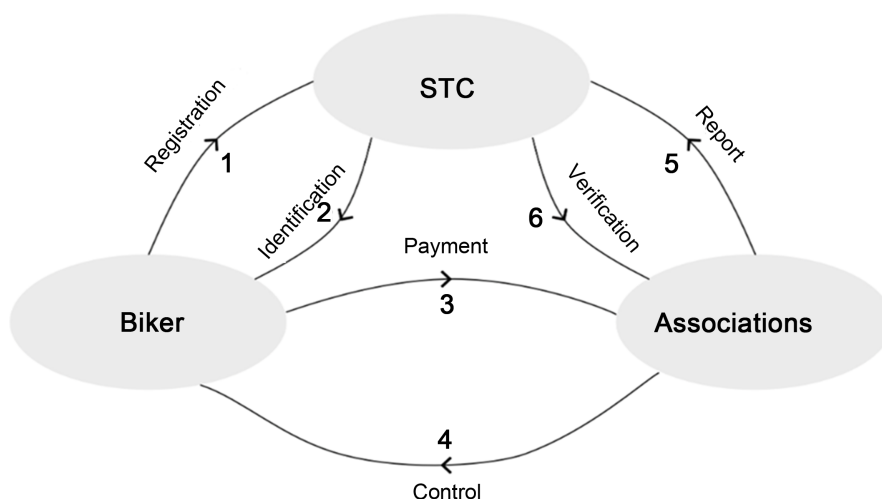 STC
Registration
1
Report
5
Identification
2
Verification
6
Payment
3
Biker
Associations
4
Control